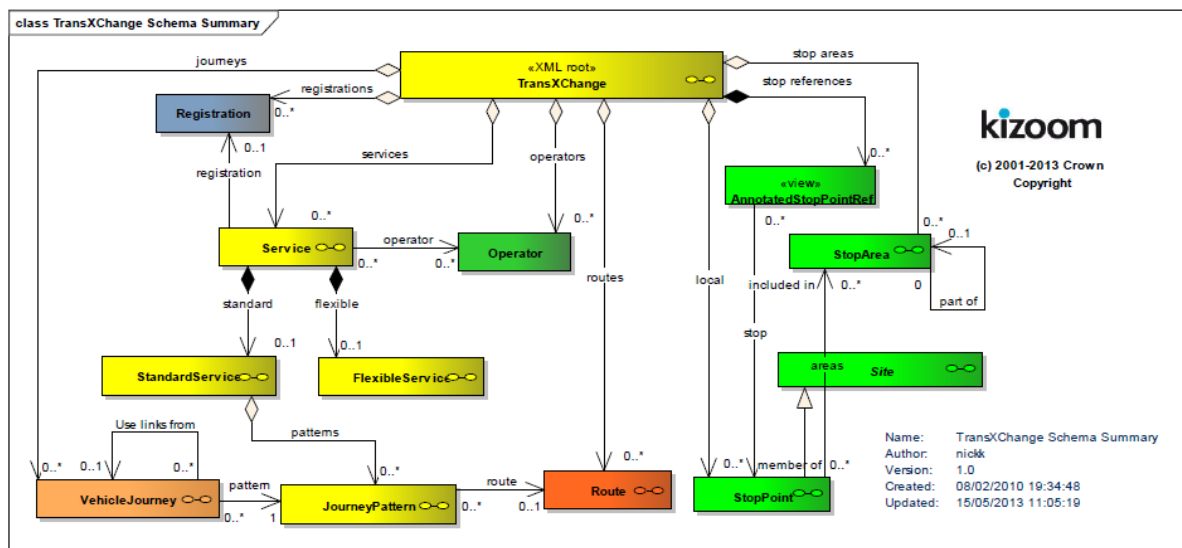 class TransXChange Schema Summary
journeys
«XML root»
TransXChange
stop areas
stop references
registrations
0..*
Registration
0..1
registration
services
operators
kizoom
(c) 2001-2013 Crown
Copyright
0..*
«view»
AnnotatedStopPointRef
0..*
0..*
0..*
0..*
0..1
Service
operator
0..*
0..*
Operator
StopArea
0
part of
routes
local
included in
0..*
standard
flexible
stop
0..1
0..1
StandardService
FlexibleService
areas
Site
Use links from
patterns
0..*
0..1
0..*
0..*
0..*
0..*
member of
0..*
VehicleJourney
pattern
0..*
1
JourneyPattern
route
0..*
0..1
Route
StopPoint
Name: TransXChange Schema Summary
Author: nickk
Version: 1.0
Created: 08/02/2010 19:34:48
Updated: 15/05/2013 11:05:19